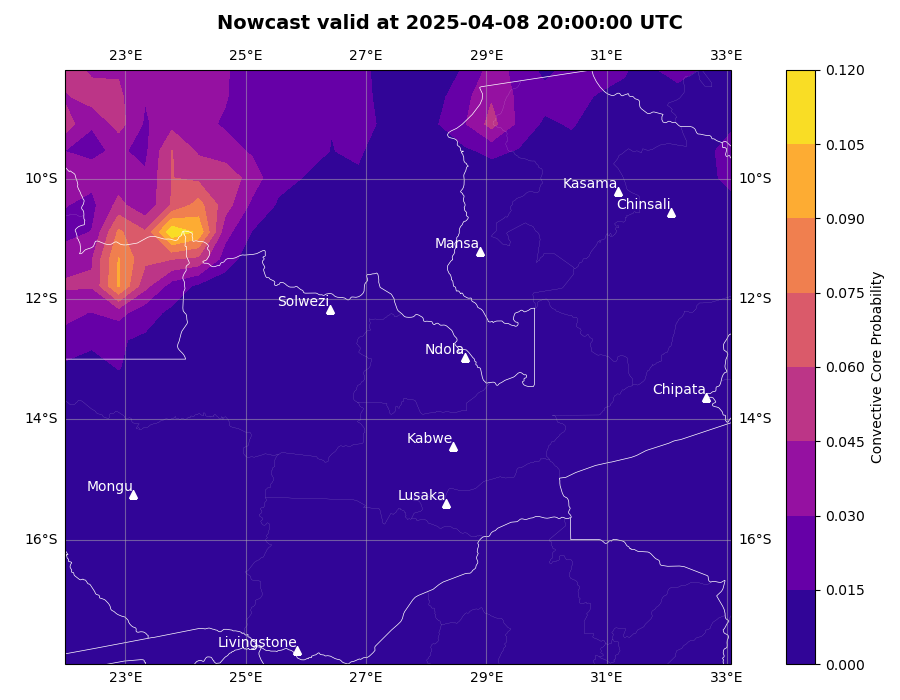 Nowcast valid at 2025-04-08 20:00:00 UTC
23°E 25°E 27°E 29°E 31°E 33°E
0.120
0.105
10°S 10°S
Kasama
Chinsali
0.090
Mansa
12°S 12°S
Solwezi
0.075
Ndola
0.060
Chipata
14°S 14°S
Kabwe
0.045
Mongu
Lusaka
0.030
16°S 16°S
0.015
Livingstone
0.000
23°E 25°E 27°E 29°E 31°E 33°E
Convective Core Probability